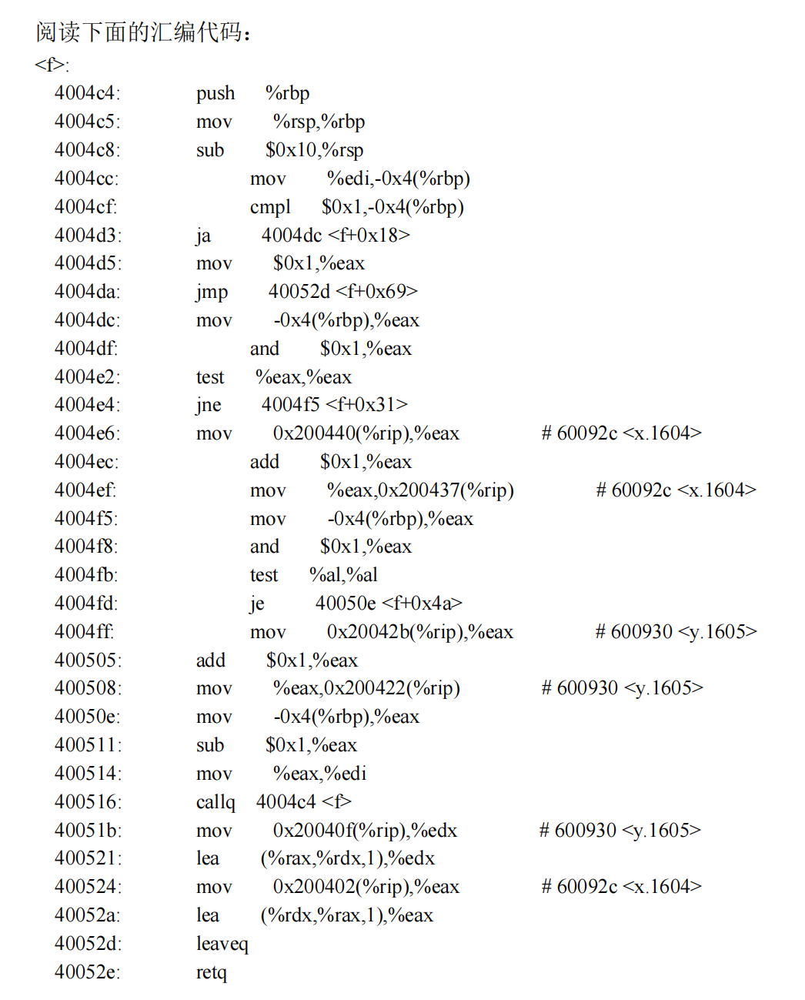 阅读下面的汇编代码：
<f>:
4004c4: push %rbp
4004c5: mov %rsp,%rbp
4004c8: sub $0x10,%rsp
4004cc: mov %edi,-0x4(%rbp)
4004cf: cmpl $0x1,-0x4(%rbp)
4004d3: ja 4004dc <f+0x18>
4004d5: mov $0x1,%eax
4004da: jmp 40052d <f+0x69>
4004dc: mov -0x4(%rbp),%eax
4004df: and $0x1,%eax
4004e2: test %eax,%eax
4004e4: jne 4004f5 <f+0x31>
4004e6: mov 0x200440(%rip),%eax # 60092c <x.1604>
4004ec: add $0x1,%eax
4004ef: mov %eax,0x200437(%rip) # 60092c <x.1604>
4004f5: mov -0x4(%rbp),%eax
4004f8: and $0x1,%eax
4004fb: test %al,%al
4004fd: je 40050e <f+0x4a>
4004ff: mov 0x20042b(%rip),%eax # 600930 <y.1605>
400505: add $0x1,%eax
400508: mov %eax,0x200422(%rip) # 600930 <y.1605>
40050e: mov -0x4(%rbp),%eax
400511: sub $0x1,%eax
400514: mov %eax,%edi
400516: callq 4004c4 <f>
40051b: mov 0x20040f(%rip),%edx # 600930 <y.1605>
400521: lea (%rax,%rdx,1),%edx
400524: mov 0x200402(%rip),%eax # 60092c <x.1604>
40052a: lea (%rdx,%rax,1),%eax
40052d: leaveq
40052e: retq